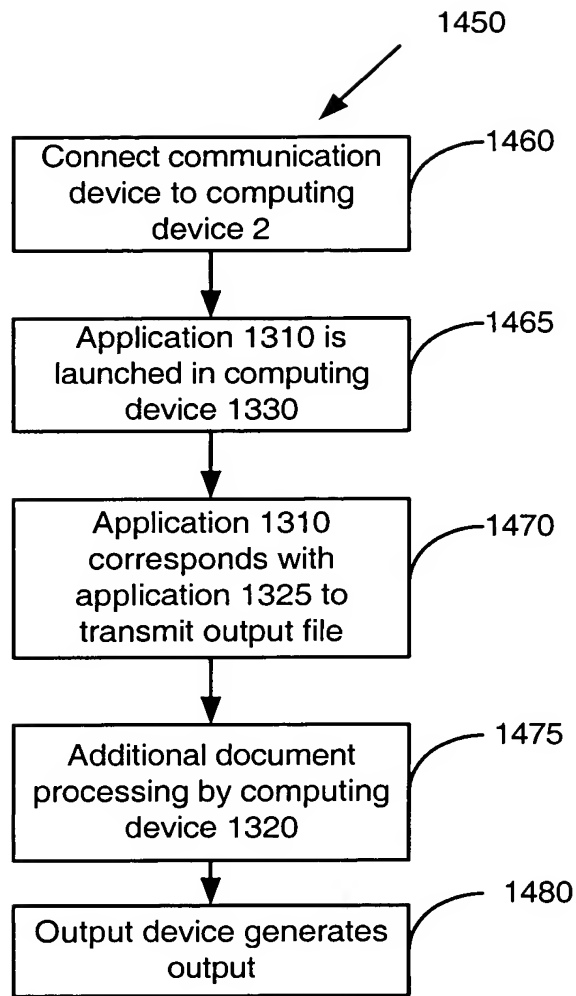 1450
Connect communication
device to computing
device 2
1460
Application 1310 is
launched in computing
device 1330
1465
Application 1310
corresponds with
application 1325 to
transmit output file
1470
Additional document
processing by computing
device 1320
1475
Output device generates
output
1480